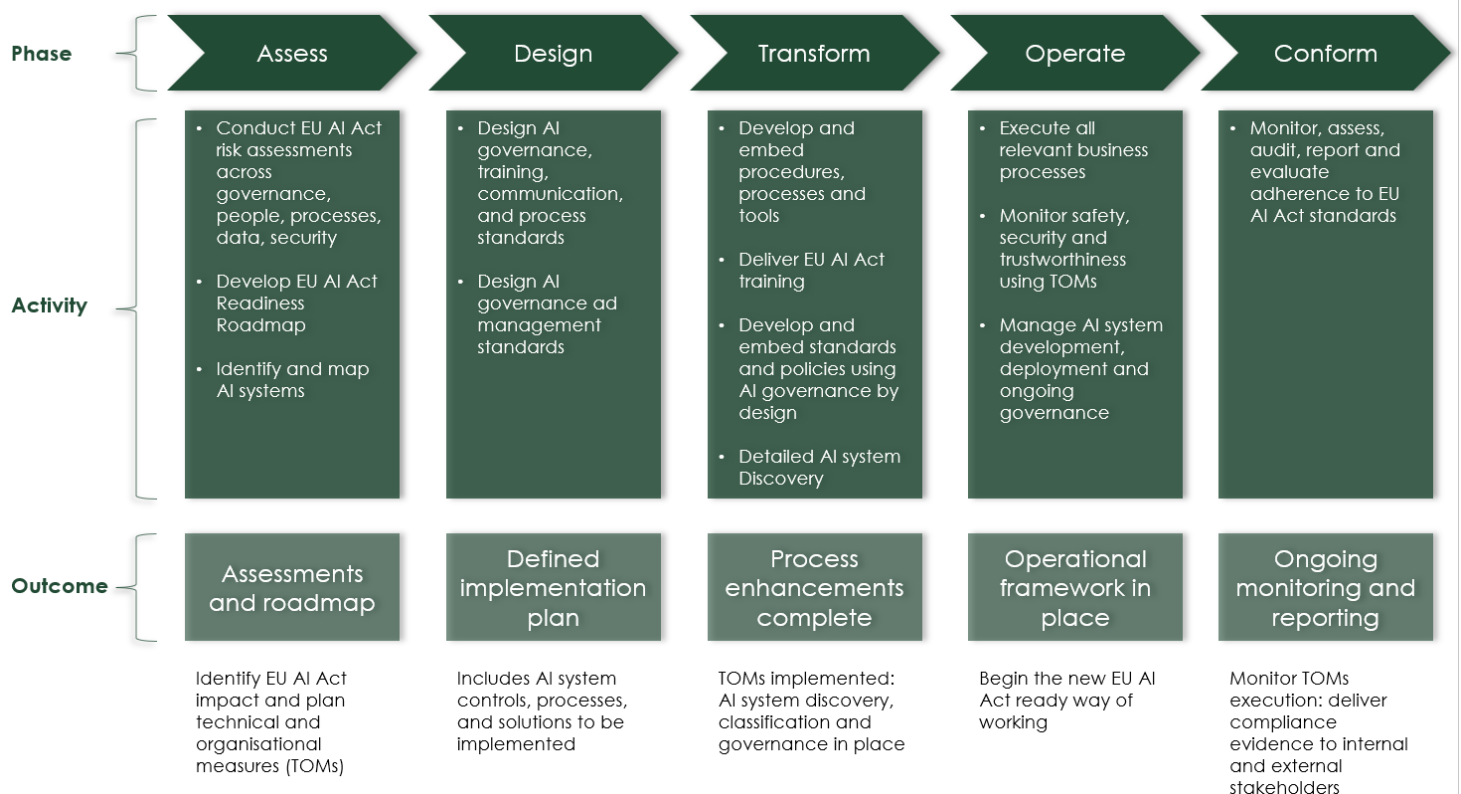 Phase
Assess
Design
Transform
Operate
Conform
Activity
• Conduct EU AI Act
risk assessments
across
governance,
people, processes,
data, security
• Develop EU AI Act
Readiness
Roadmap
• Identify and map
AI systems
• Design AI
governance,
training,
communication,
and process
standards
• Design AI
governance ad
management
standards
• Develop and
embed
procedures,
processes and
tools
• Deliver EU AI Act
training
• Develop and
embed standards
and policies using
AI governance by
design
• Detailed AI system
Discovery
• Execute all
relevant business
processes
• Monitor safety,
security and
trustworthiness
using TOMs
• Manage AI system
development,
deployment and
ongoing
governance
• Monitor, assess,
audit, report and
evaluate
adherence to EU
AI Act standards
Outcome
Assessments
and roadmap
Defined
implementation
plan
Process
enhancements
complete
Operational
framework in
place
Ongoing
monitoring and
reporting
Identify EU AI Act
impact and plan
technical and
organisational
measures (TOMs)
Includes AI system
controls, processes,
and solutions to be
implemented
TOMs implemented:
AI system discovery,
classification and
governance in place
Begin the new EU AI
Act ready way of
working
Monitor TOMs
execution: deliver
compliance
evidence to internal
and external
stakeholders